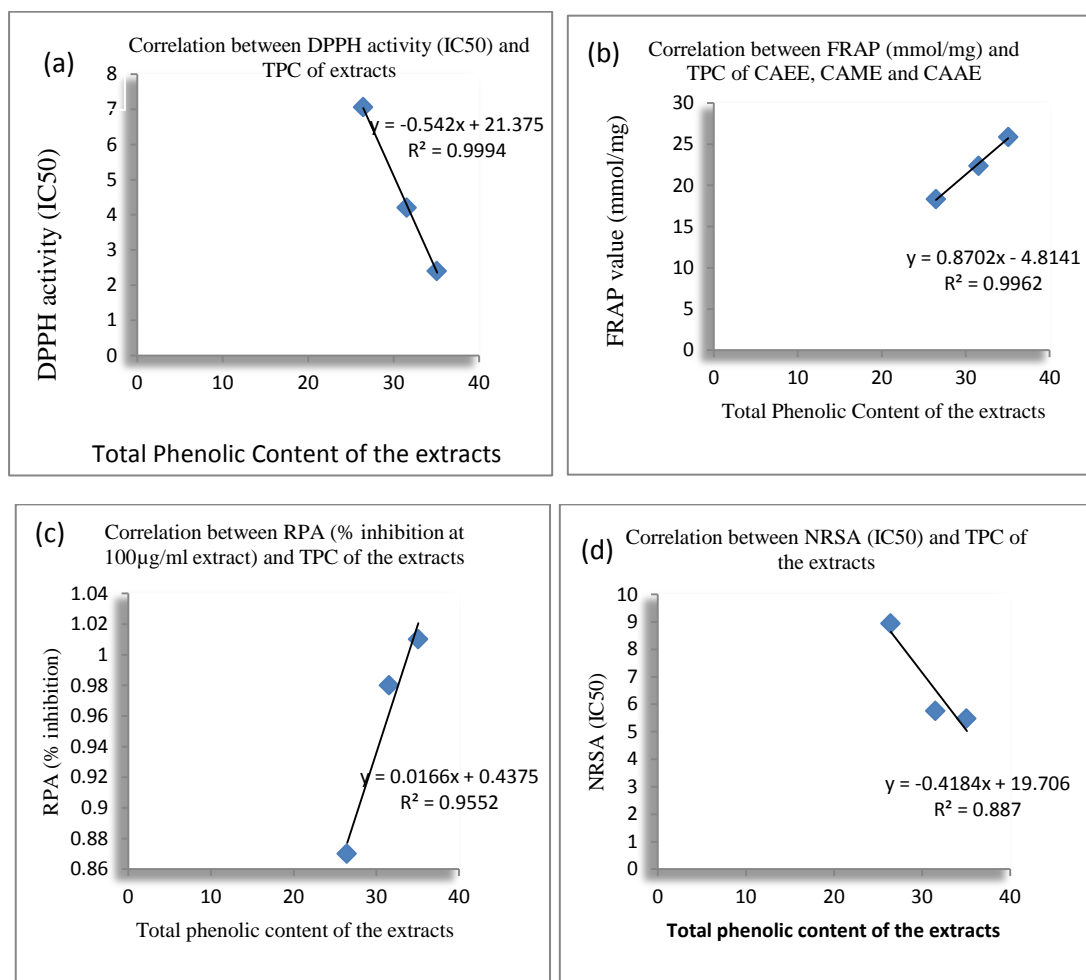 (a)
Correlation between DPPH activity (IC50) and
TPC of extracts
8
7
6
5
4
3
2
1
0
y = -0.542x + 21.375
R² = 0.9994
DPPH activity (IC50)
0 10 20 30 40
Total Phenolic Content of the extracts
(b)
Correlation between FRAP (mmol/mg) and
TPC of CAEE, CAME and CAAE
30
25
20
15
10
5
0
y = 0.8702x - 4.8141
R² = 0.9962
FRAP value (mmol/mg)
0 10 20 30 40
Total Phenolic Content of the extracts
(c)
Correlation between RPA (% inhibition at
100µg/ml extract) and TPC of the extracts
1.04
1.02
1
0.98
0.96
0.94
0.92
0.9
0.88
0.86
y = 0.0166x + 0.4375
R² = 0.9552
RPA (% inhibition)
0 10 20 30 40
Total phenolic content of the extracts
(d)
Correlation between NRSA (IC50) and TPC of
the extracts
10
9
8
7
6
5
4
3
2
1
0
y = -0.4184x + 19.706
R² = 0.887
NRSA (IC50)
0 10 20 30 40
Total phenolic content of the extracts